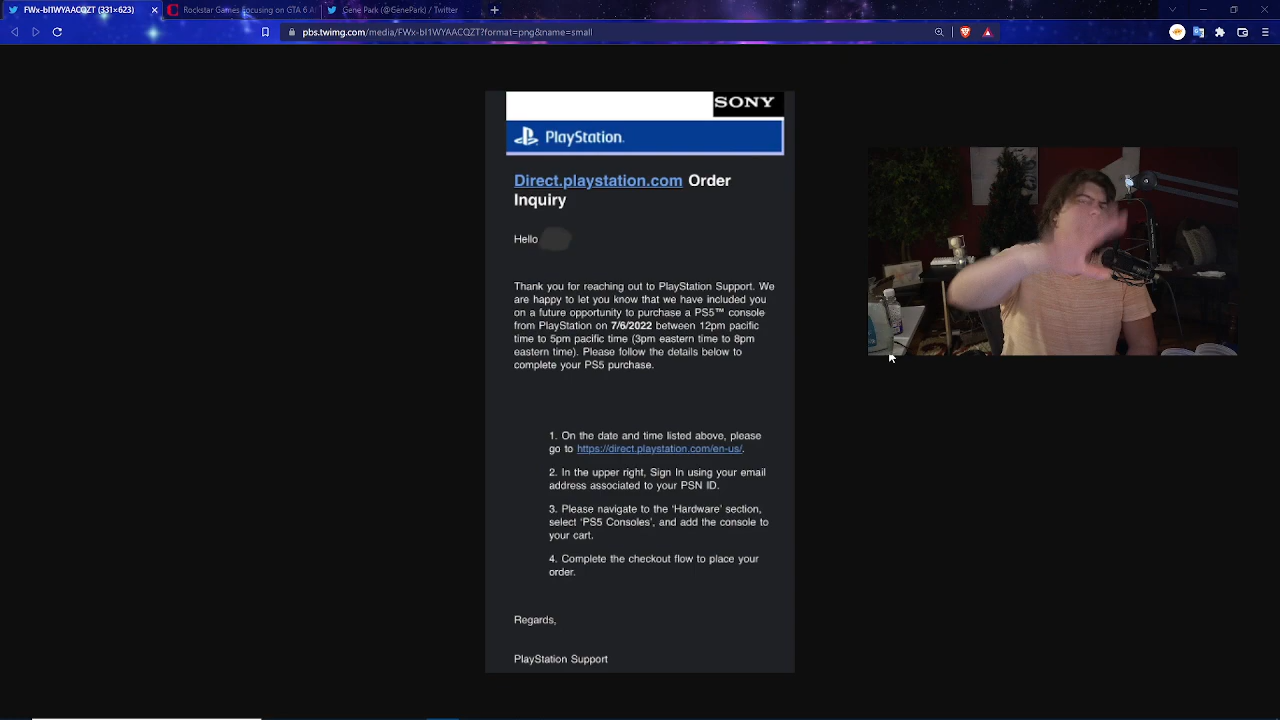 FWx-bI1WYAACQZT (331×623)
Rockstar Games Focusing on GTA 6 A
Gene Park (@GenePark) / Twitter
pbs.twimg.com/media/FWx-bI1WYAACQZT?format=png&name=small
SONY
PlayStation.
Direct.playstation.com Order
Inquiry
Hello
Thank you for reaching out to PlayStation Support. We
are happy to let you know that we have included you
on a future opportunity to purchase a PS5™ console
from PlayStation on 7/6/2022 between 12pm pacific
time to 5pm pacific time (3pm eastern time to 8pm
eastern time). Please follow the details below to
complete your PS5 purchase.
1. On the date and time listed above, please
go to https://direct.playstation.com/en-us/.
2. In the upper right, Sign In using your email
address associated to your PSN ID.
3. Please navigate to the 'Hardware' section,
select 'PS5 Consoles', and add the console to
your cart.
4. Complete the checkout flow to place your
order.
Regards,
PlayStation Support